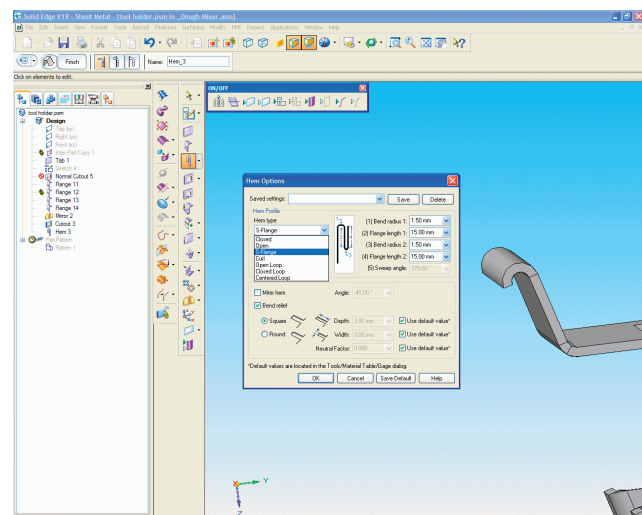 Solid Edge V19 - Sheet Metal - [tool holder.psm in _Dough Mixer.asm]
File Edit Insert View Format Tools Astroid Features Surfacing Modify PPE Inspect Applications Window Help
Finish Name: Hem_3
Click on elements to edit.
ON/OFF
tool holder.psm
Design
Top (xy)
Right (yz)
Front (xz)
Inter-Part Copy 1
Tab 1
Sketch 4
Normal Cutout 5
Flange 11
Flange 12
Flange 13
Flange 14
Mirror 2
Cutout 3
Hem 3
Flat Pattern
Flatten 1
Hem Options
Saved settings: Save Delete
Hem Profile
Hem type:
S-Flange
Closed
Open
S-Flange
Curl
Open Loop
Closed Loop
Centered Loop
(1) Bend radius 1: 1.50 mm
(2) Flange length 1: 15.00 mm
(3) Bend radius 2: 1.50 mm
(4) Flange length 2: 15.00 mm
(5) Sweep angle: 270.00 °
Miter hem Angle: -45.00 °
Bend relief
Square Depth: 3.00 mm Use default value*
Round Width: 3.00 mm Use default value*
Neutral Factor: 0.000 Use default value*
*Default values are located in the Tools/Material Table/Gage dialog.
OK Cancel Save Default Help
Y
X
Z